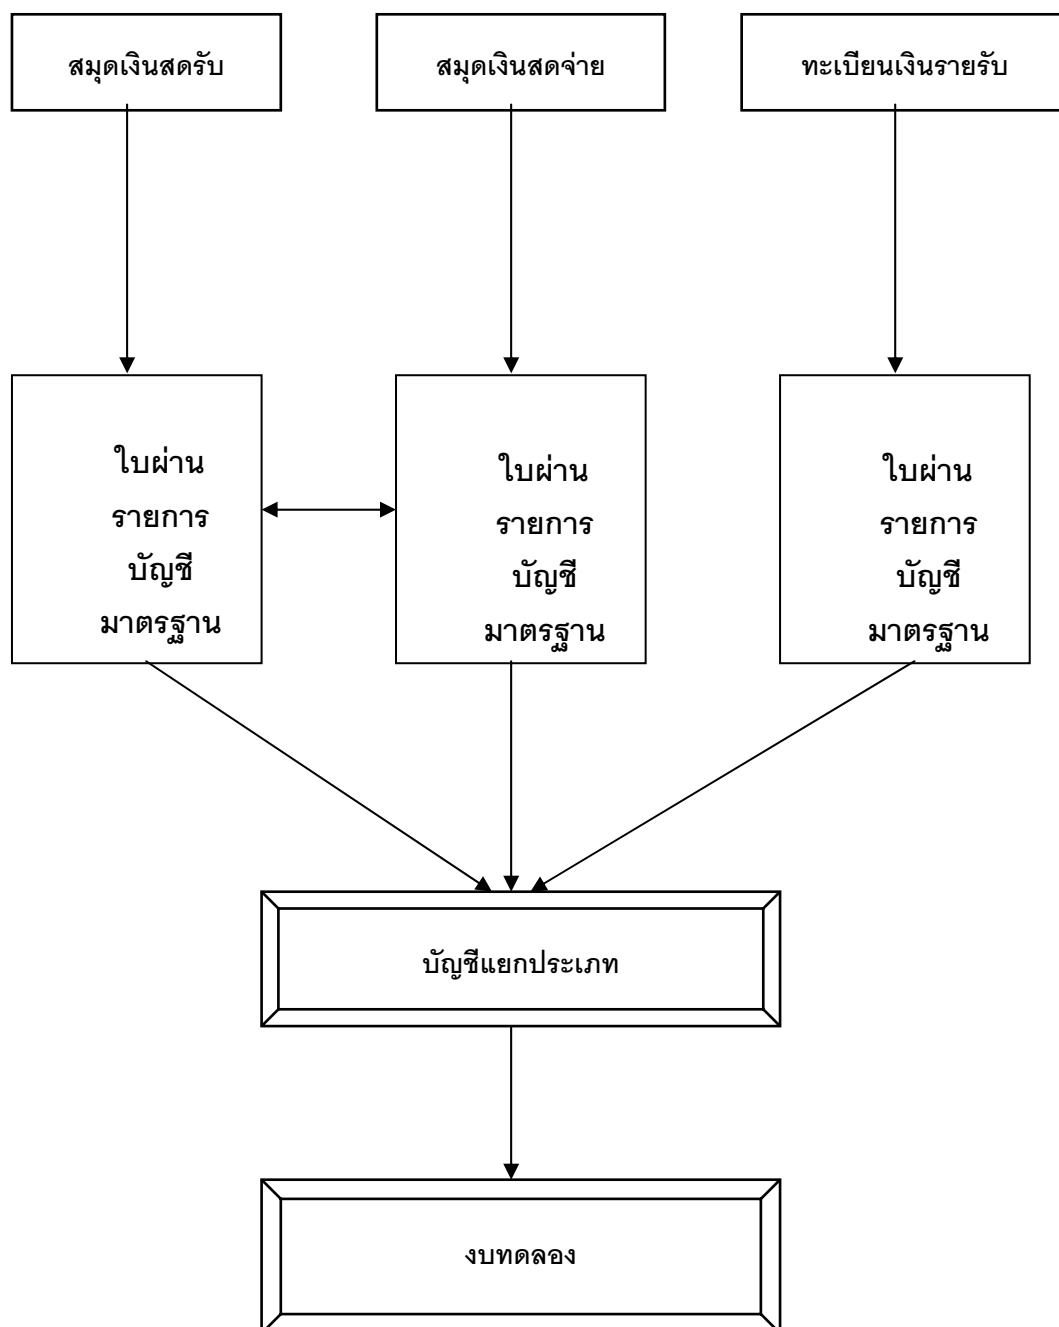 สมุดเงินสดรับ
สมุดเงินสดจ่าย
ทะเบียนเงินรายรับ
ใบผ่าน
รายการ
บัญชี
มาตรฐาน
ใบผ่าน
รายการ
บัญชี
มาตรฐาน
ใบผ่าน
รายการ
บัญชี
มาตรฐาน
บัญชีแยกประเภท
งบทดลอง